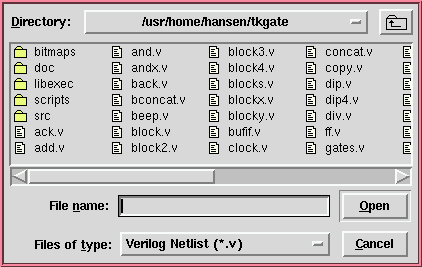 Directory: /usr/home/hansen/tkgate
bitmaps and.v block3.v concat.v
doc andx.v block4.v copy.v
libexec back.v blocks.v dip.v
scripts bconcat.v blockx.v dip4.v
src beep.v blocky.v div.v
ack.v block.v bufif.v ff.v
add.v block2.v clock.v gates.v
File name: Open
Files of type: Verilog Netlist (*.v) Cancel